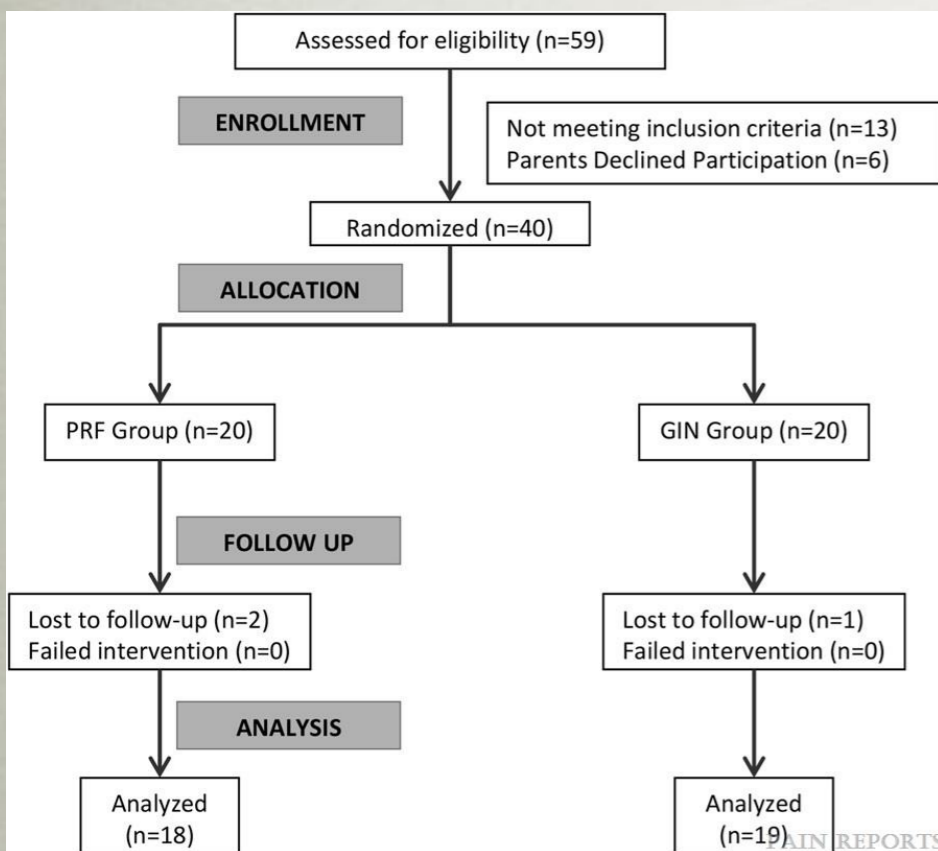 Assessed for eligibility (n=59)
ENROLLMENT
Not meeting inclusion criteria (n=13)
Parents Declined Participation (n=6)
Randomized (n=40)
ALLOCATION
PRF Group (n=20)
GIN Group (n=20)
FOLLOW UP
Lost to follow-up (n=2)
Failed intervention (n=0)
Lost to follow-up (n=1)
Failed intervention (n=0)
ANALYSIS
Analyzed
(n=18)
Analyzed
(n=19)
PAIN REPORTS